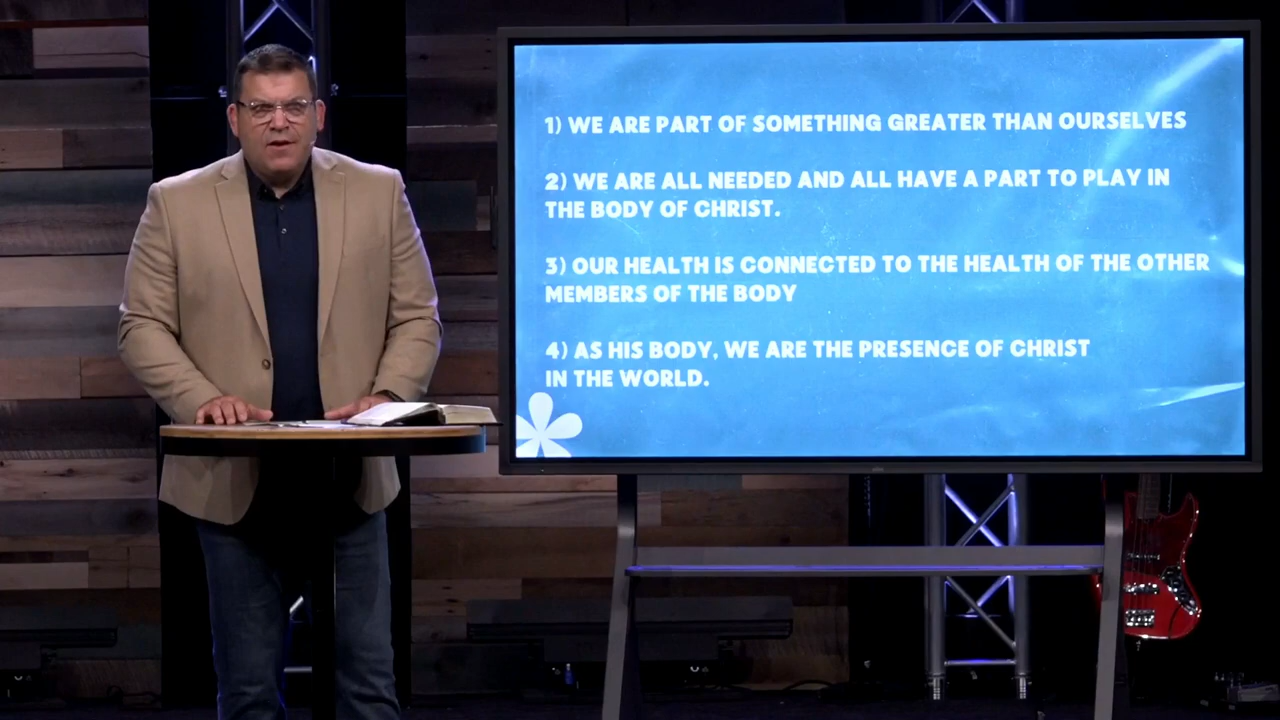 1) WE ARE PART OF SOMETHING GREATER THAN OURSELVES
2) WE ARE ALL NEEDED AND ALL HAVE A PART TO PLAY IN
THE BODY OF CHRIST.
3) OUR HEALTH IS CONNECTED TO THE HEALTH OF THE OTHER
MEMBERS OF THE BODY
4) AS HIS BODY, WE ARE THE PRESENCE OF CHRIST
IN THE WORLD.